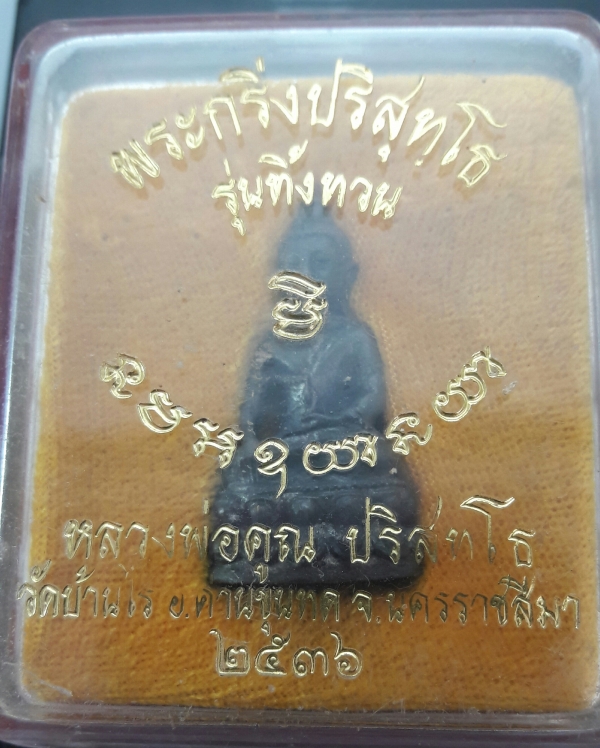 พระกริ่งปริสุทโธ
รุ่นทิ้งทวน
หลวงพ่อคูณ ปริสุทโธ
วัดบ้านไร่ อ.ด่านขุนทด จ.นครราชสีมา
๒๕๓๖